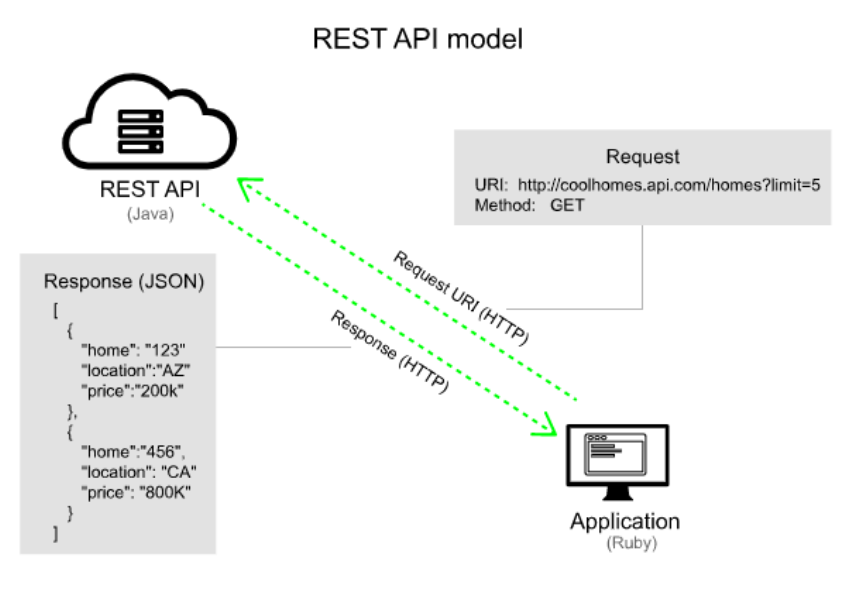 REST API model
REST API
(Java)
Request
URI: http://coolhomes.api.com/homes?limit=5
Method: GET
Request URI (HTTP)
Response (HTTP)
Response (JSON)
[
{
"home": "123"
"location":"AZ"
"price":"200k"
},
{
"home":"456",
"location": "CA"
"price": "800K"
}
]
Application
(Ruby)